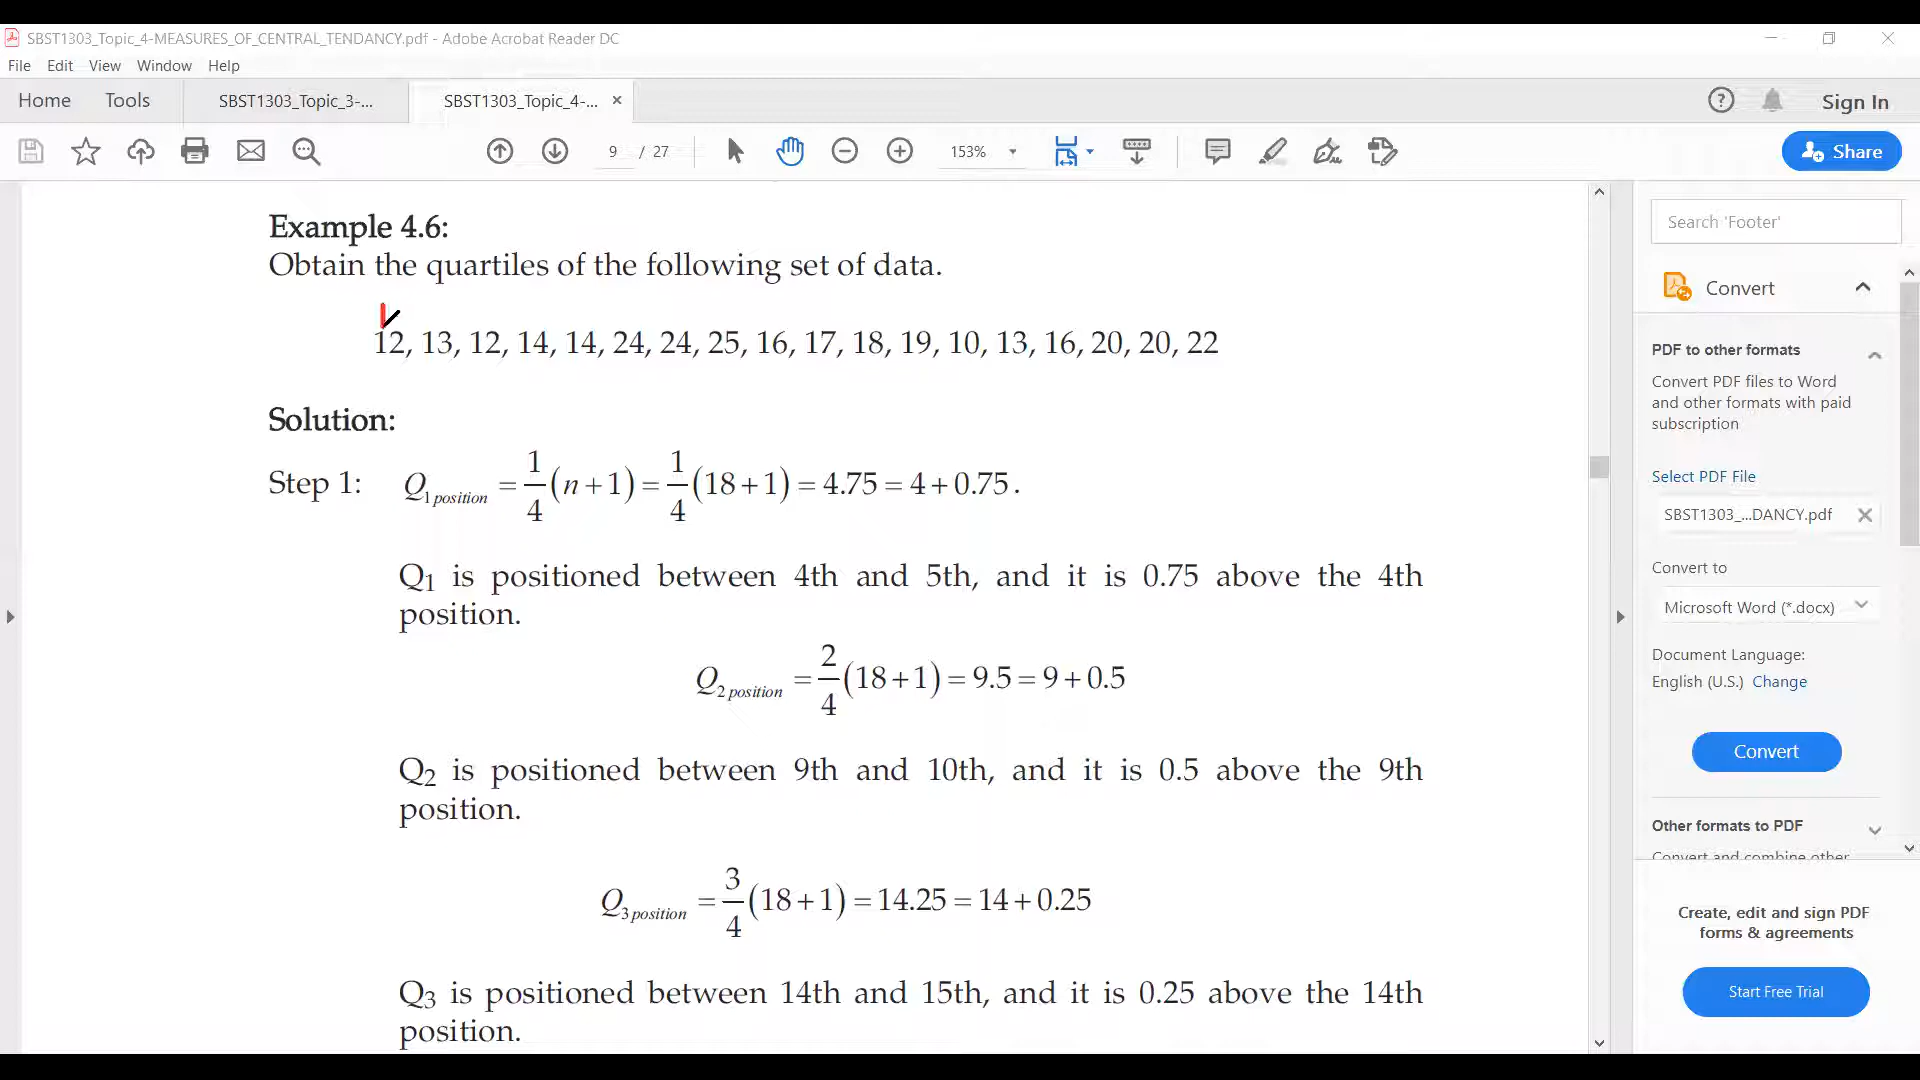 SBST1303_Topic_4-MEASURES_OF_CENTRAL_TENDANCY.pdf - Adobe Acrobat Reader DC
File Edit View Window Help
Home Tools SBST1303_Topic_3-... SBST1303_Topic_4-... × Sign In
9 / 27 153% Share
Example 4.6:
Obtain the quartiles of the following set of data.
12, 13, 12, 14, 14, 24, 24, 25, 16, 17, 18, 19, 10, 13, 16, 20, 20, 22
Solution:
Step 1: Q1 position = 1/4 (n + 1) = 1/4 (18 + 1) = 4.75 = 4 + 0.75.
Q1 is positioned between 4th and 5th, and it is 0.75 above the 4th
position.
Q2 position = 2/4 (18 + 1) = 9.5 = 9 + 0.5
Q2 is positioned between 9th and 10th, and it is 0.5 above the 9th
position.
Q3 position = 3/4 (18 + 1) = 14.25 = 14 + 0.25
Q3 is positioned between 14th and 15th, and it is 0.25 above the 14th
position.
Search 'Footer'
Convert
PDF to other formats
Convert PDF files to Word
and other formats with paid
subscription
Select PDF File
SBST1303_...DANCY.pdf
Convert to
Microsoft Word (*.docx)
Document Language:
English (U.S.) Change
Convert
Other formats to PDF
Convert and combine other
Create, edit and sign PDF
forms & agreements
Start Free Trial